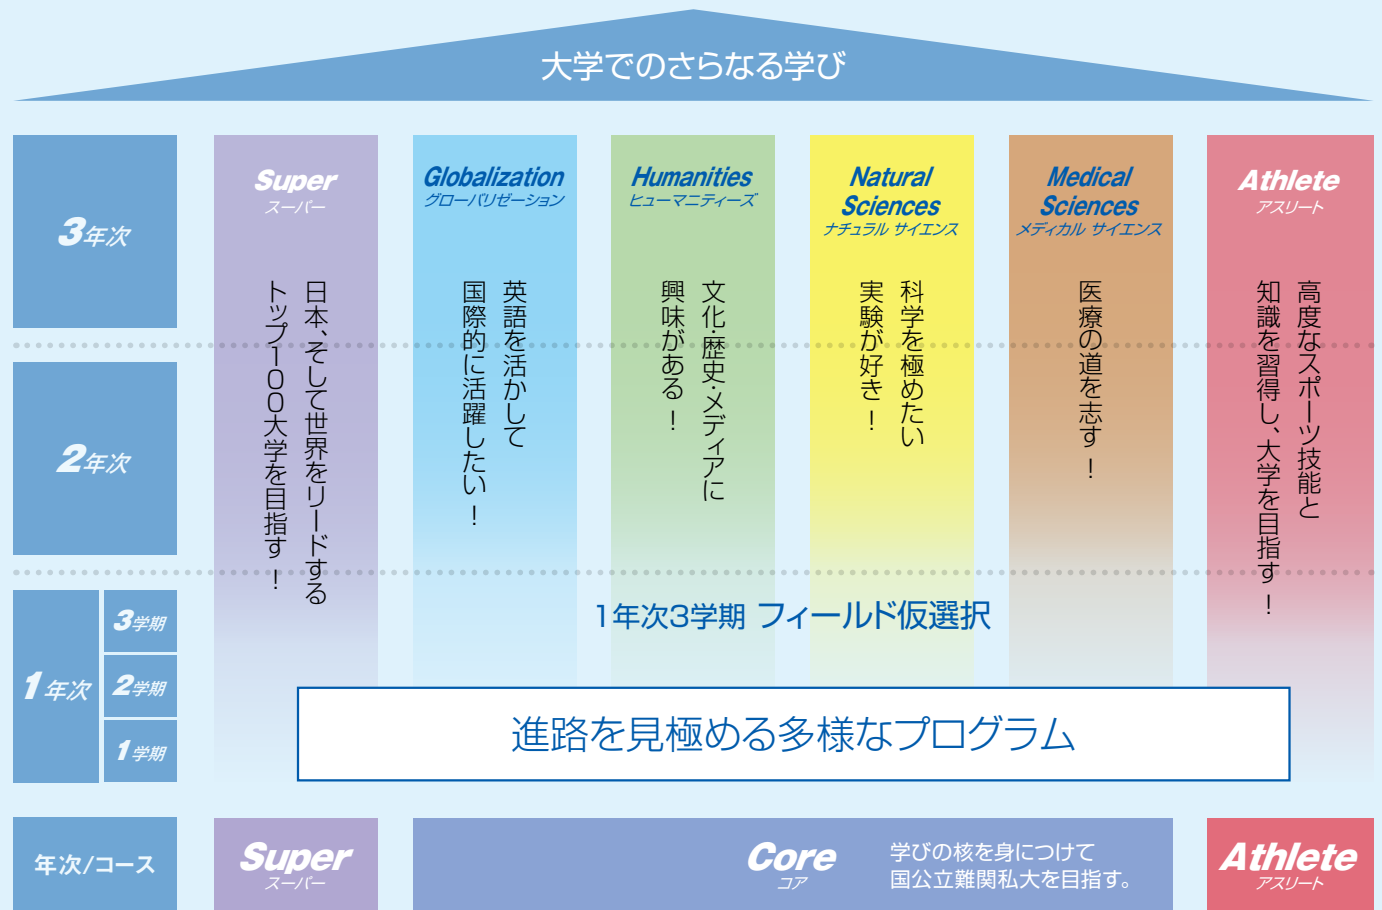 大学でのさらなる学び
3年次
Super
スーパー
日本、そして世界をリードする
トップ100大学を目指す！
Globalization
グローバリゼーション
英語を活かして
国際的に活躍したい！
Humanities
ヒューマニティーズ
文化・歴史・メディアに
興味がある！
Natural
Sciences
ナチュラル サイエンス
科学を極めたい
実験が好き！
Medical
Sciences
メディカル サイエンス
医療の道を志す！
Athlete
アスリート
高度なスポーツ技能と
知識を習得し、大学を目指す！
2年次
1年次
3学期
2学期
1学期
1年次3学期 フィールド仮選択
進路を見極める多様なプログラム
年次/コース
Super
スーパー
Core
コア
学びの核を身につけて
国公立難関私大を目指す。
Athlete
アスリート